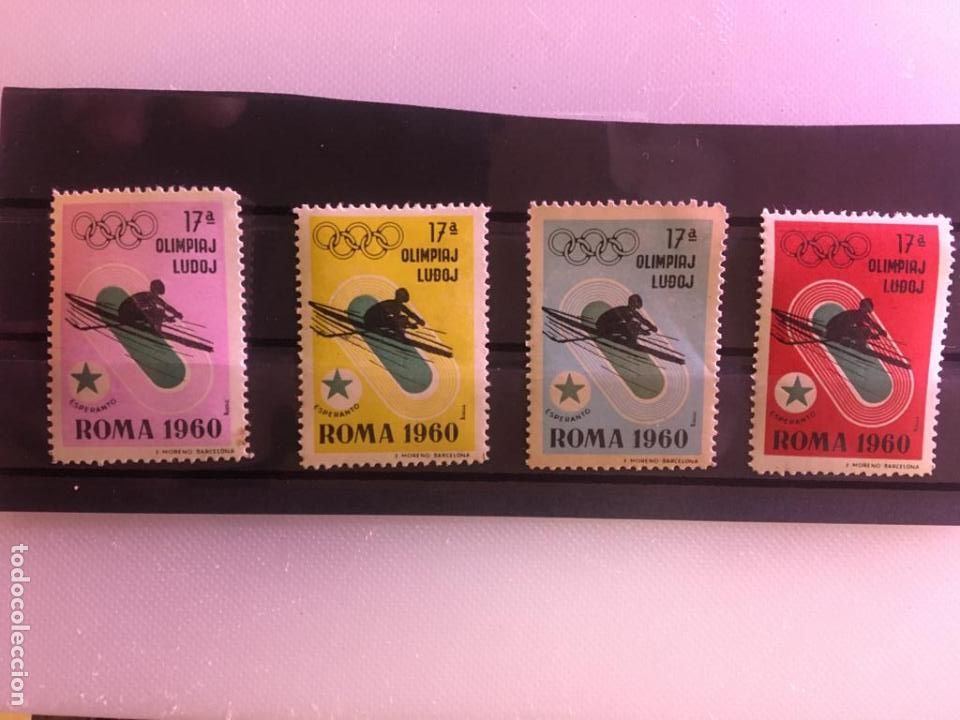 17ª
OLIMPIAJ
LUDOJ
ESPERANTO
ROMA 1960
J. MORENO BARCELONA
17ª
OLIMPIAJ
LUDOJ
ESPERANTO
ROMA 1960
J. MORENO BARCELONA
17ª
OLIMPIAJ
LUDOJ
ESPERANTO
ROMA 1960
J. MORENO BARCELONA
17ª
OLIMPIAJ
LUDOJ
ESPERANTO
ROMA 1960
J. MORENO BARCELONA
todocoleccion